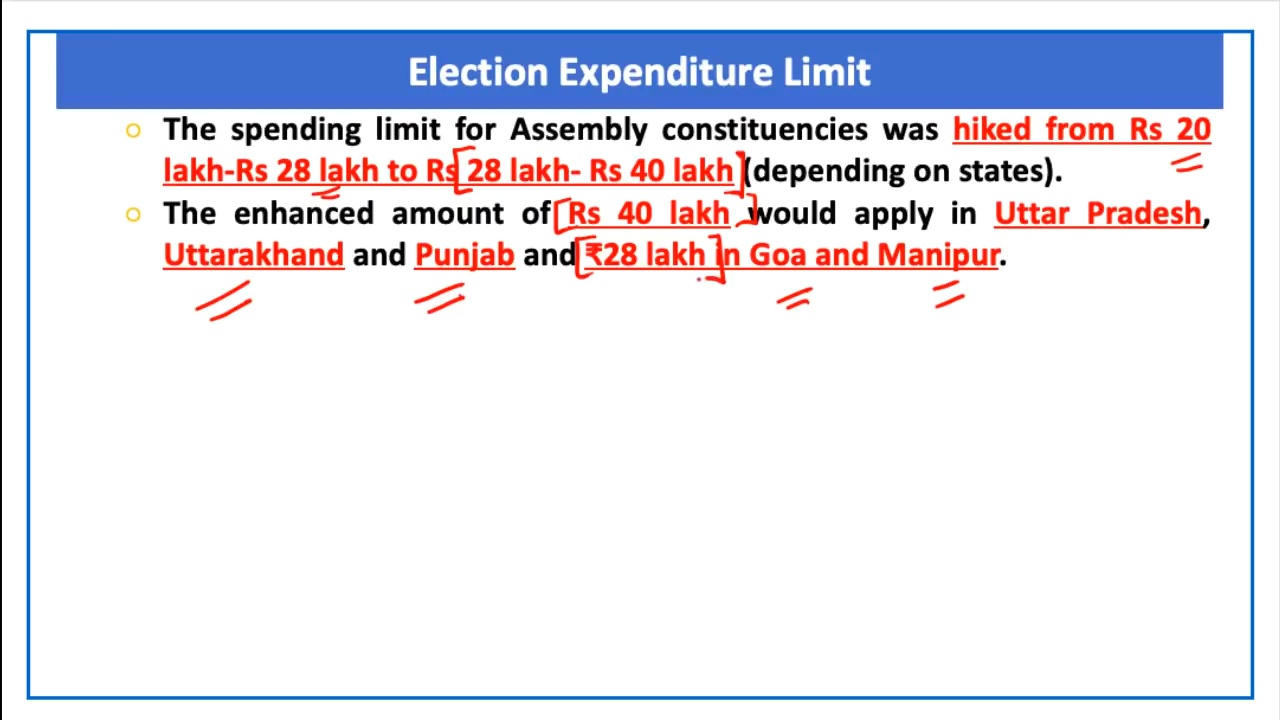 Election Expenditure Limit
The spending limit for Assembly constituencies was hiked from Rs 20
lakh-Rs 28 lakh to Rs 28 lakh- Rs 40 lakh (depending on states).
The enhanced amount of Rs 40 lakh would apply in Uttar Pradesh,
Uttarakhand and Punjab and ₹28 lakh in Goa and Manipur.